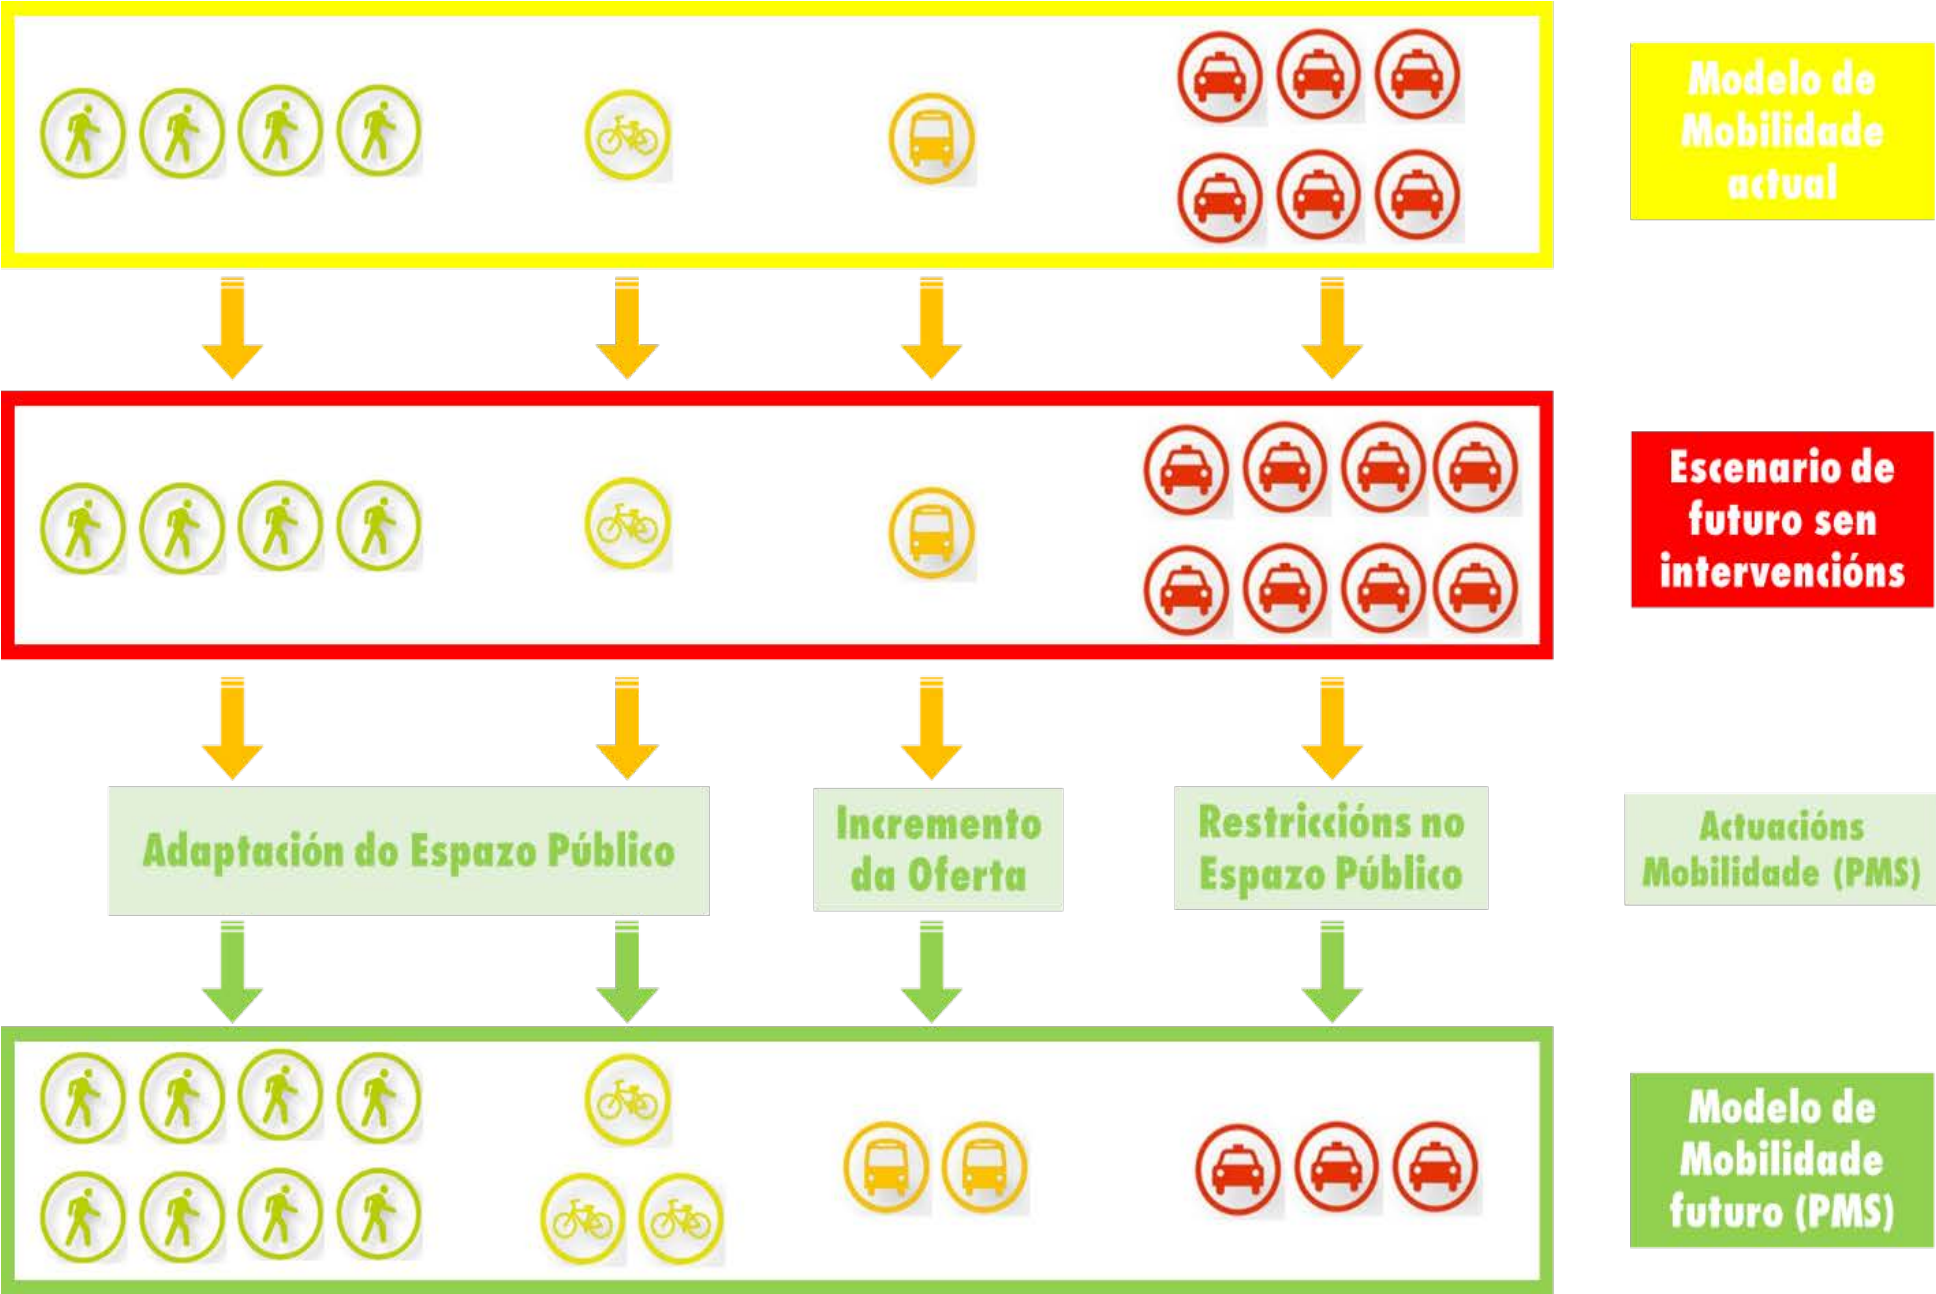 Modelo de
Mobilidade
actual
Escenario de
futuro sen
intervencións
Adaptación do Espazo Público
Incremento
da Oferta
Restriccións no
Espazo Público
Actuacións
Mobilidade (PMS)
Modelo de
Mobilidade
futuro (PMS)